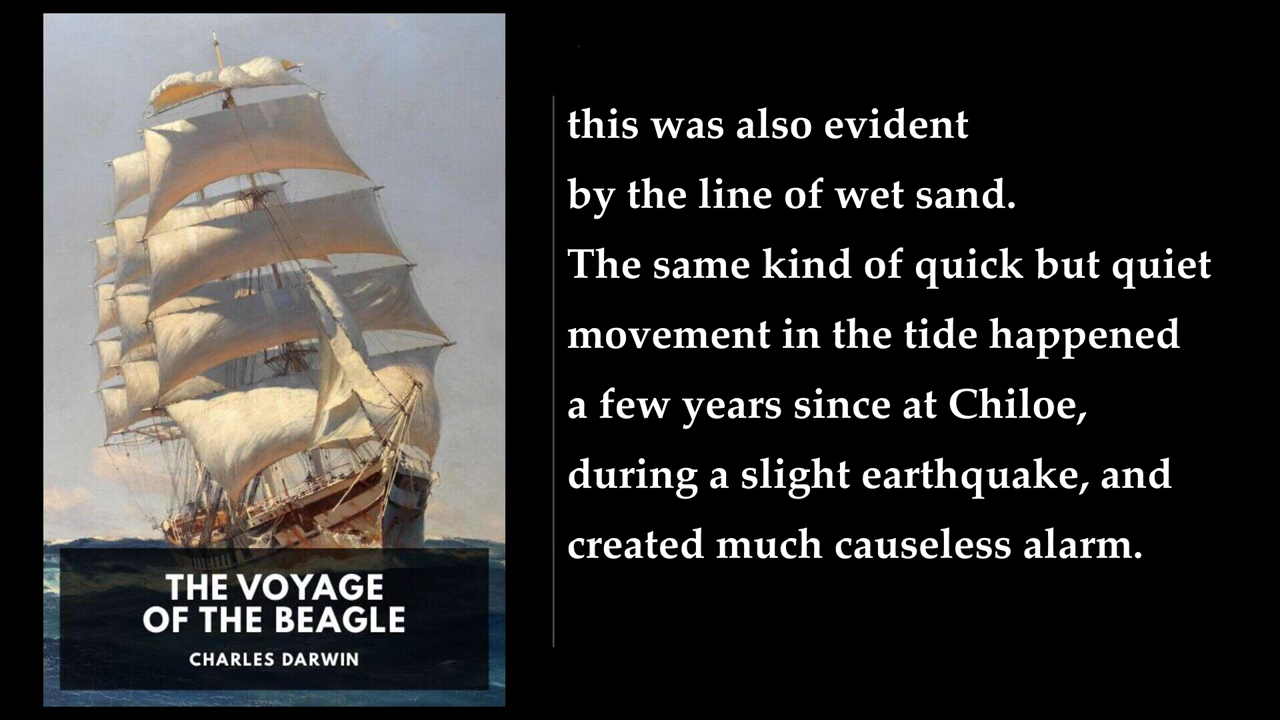 THE VOYAGE
OF THE BEAGLE
CHARLES DARWIN
this was also evident
by the line of wet sand.
The same kind of quick but quiet
movement in the tide happened
a few years since at Chiloe,
during a slight earthquake, and
created much causeless alarm.